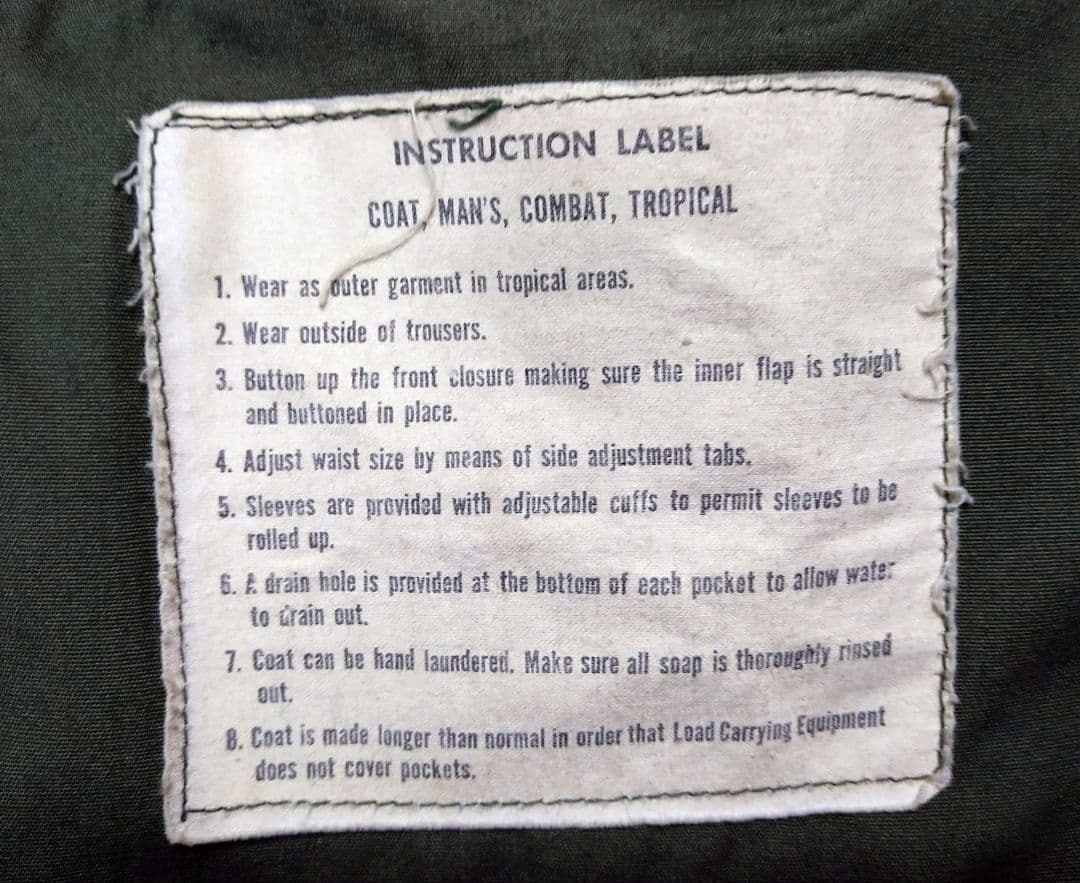 INSTRUCTION LABEL
COAT, MAN'S, COMBAT, TROPICAL
1. Wear as outer garment in tropical areas.
2. Wear outside of trousers.
3. Button up the front closure making sure the inner flap is straight
and buttoned in place.
4. Adjust waist size by means of side adjustment tabs.
5. Sleeves are provided with adjustable cuffs to permit sleeves to be
rolled up.
6. A drain hole is provided at the bottom of each pocket to allow water
to drain out.
7. Coat can be hand laundered. Make sure all soap is thoroughly rinsed
out.
8. Coat is made longer than normal in order that Load Carrying Equipment
does not cover pockets.